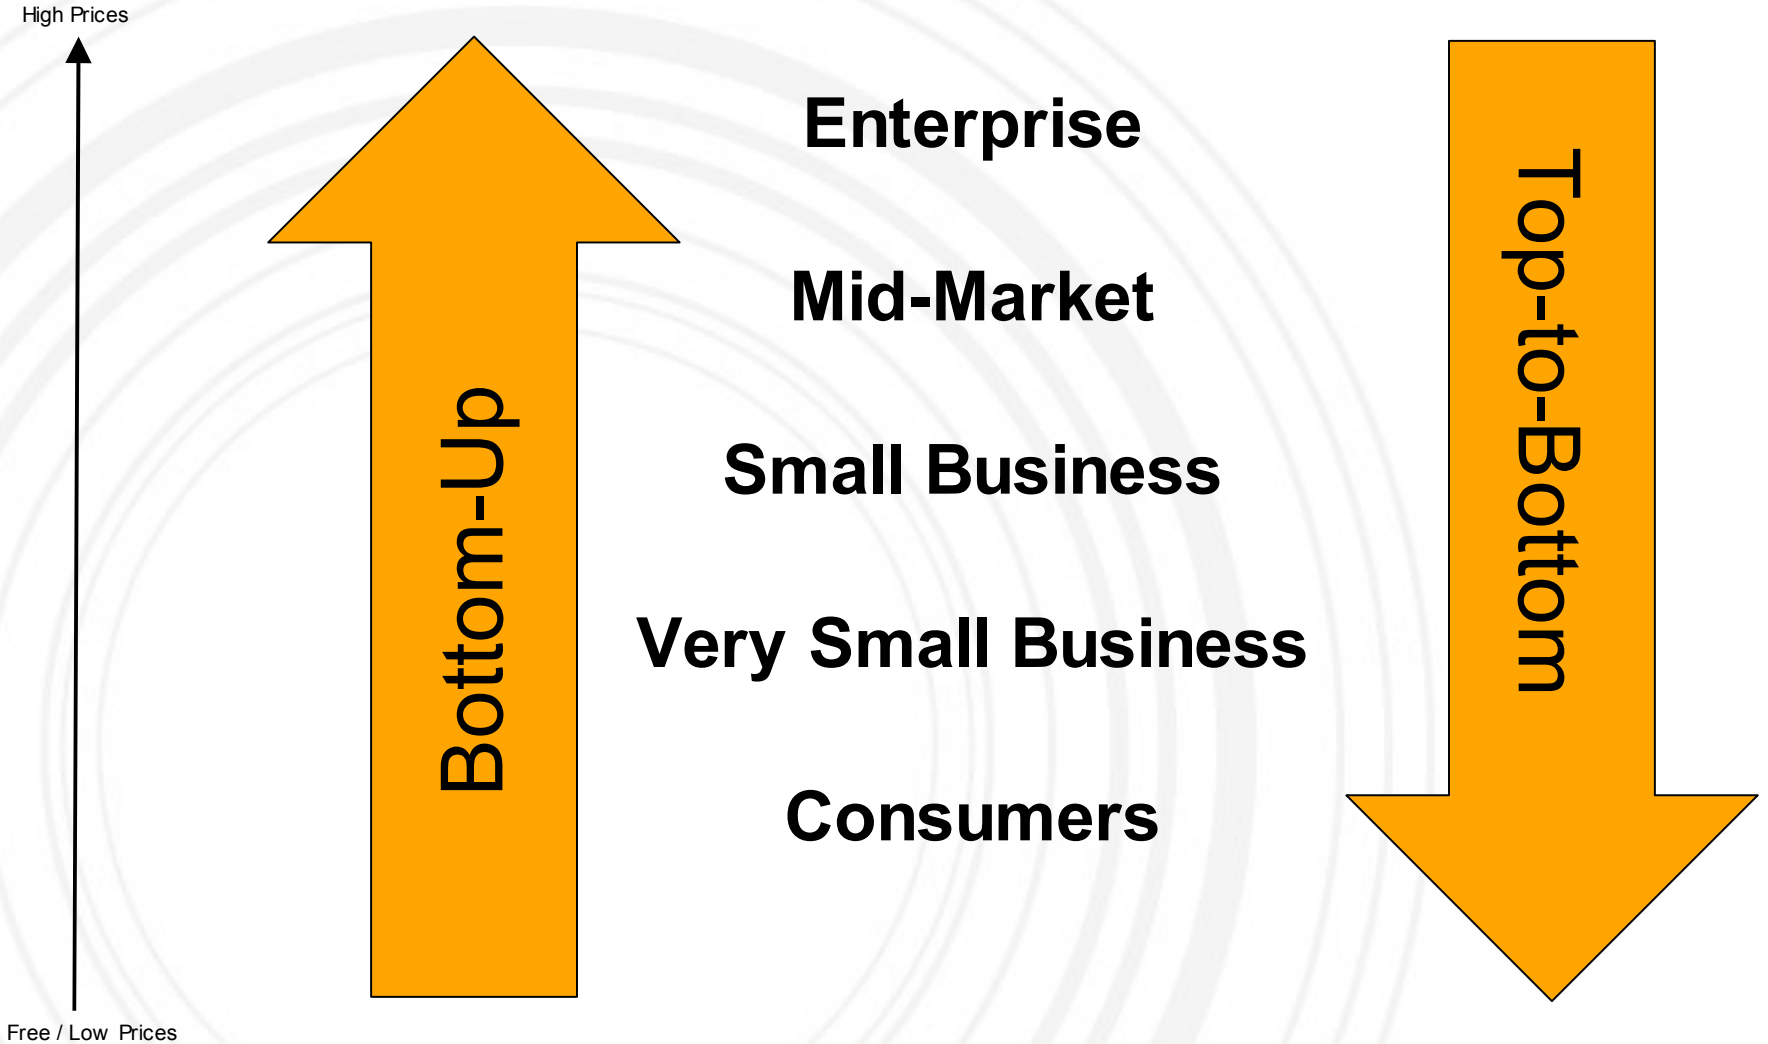 High Prices
Enterprise
Mid-Market
Small Business
Very Small Business
Consumers
Bottom-Up
Top-to-Bottom
Free / Low Prices